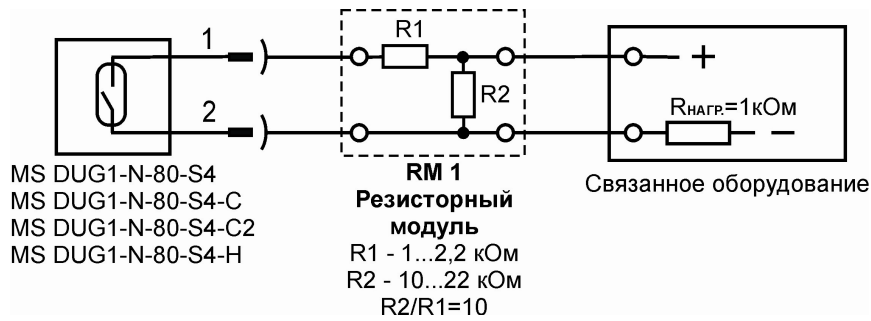 1
2
R1
R2
+
Rнагр.=1кОм
MS DUG1-N-80-S4
MS DUG1-N-80-S4-C
MS DUG1-N-80-S4-C2
MS DUG1-N-80-S4-H
RM 1
Резисторный
модуль
R1 - 1...2,2 кОм
R2 - 10...22 кОм
R2/R1=10
Связанное оборудование